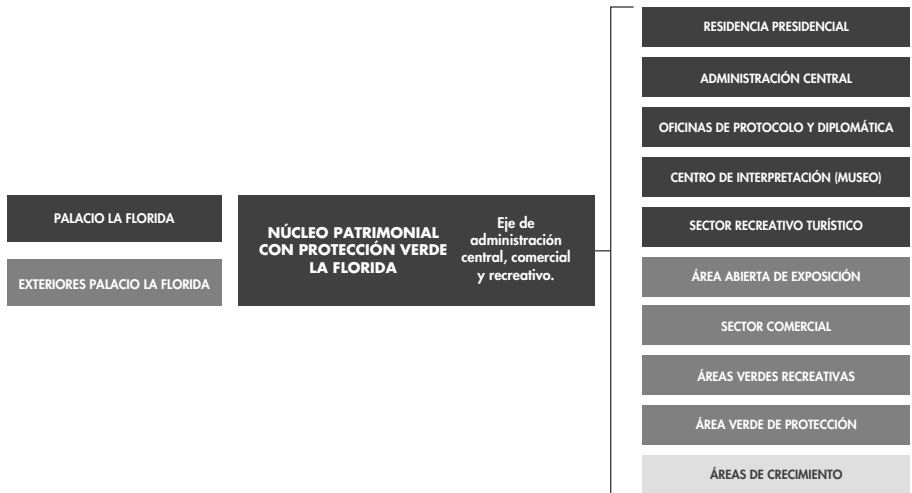 PALACIO LA FLORIDA
EXTERIORES PALACIO LA FLORIDA
NÚCLEO PATRIMONIAL
CON PROTECCIÓN VERDE
LA FLORIDA
Eje de
administración
central, comercial
y recreativo.
RESIDENCIA PRESIDENCIAL
ADMINISTRACIÓN CENTRAL
OFICINAS DE PROTOCOLO Y DIPLOMÁTICA
CENTRO DE INTERPRETACIÓN (MUSEO)
SECTOR RECREATIVO TURÍSTICO
ÁREA ABIERTA DE EXPOSICIÓN
SECTOR COMERCIAL
ÁREAS VERDES RECREATIVAS
ÁREA VERDE DE PROTECCIÓN
ÁREAS DE CRECIMIENTO